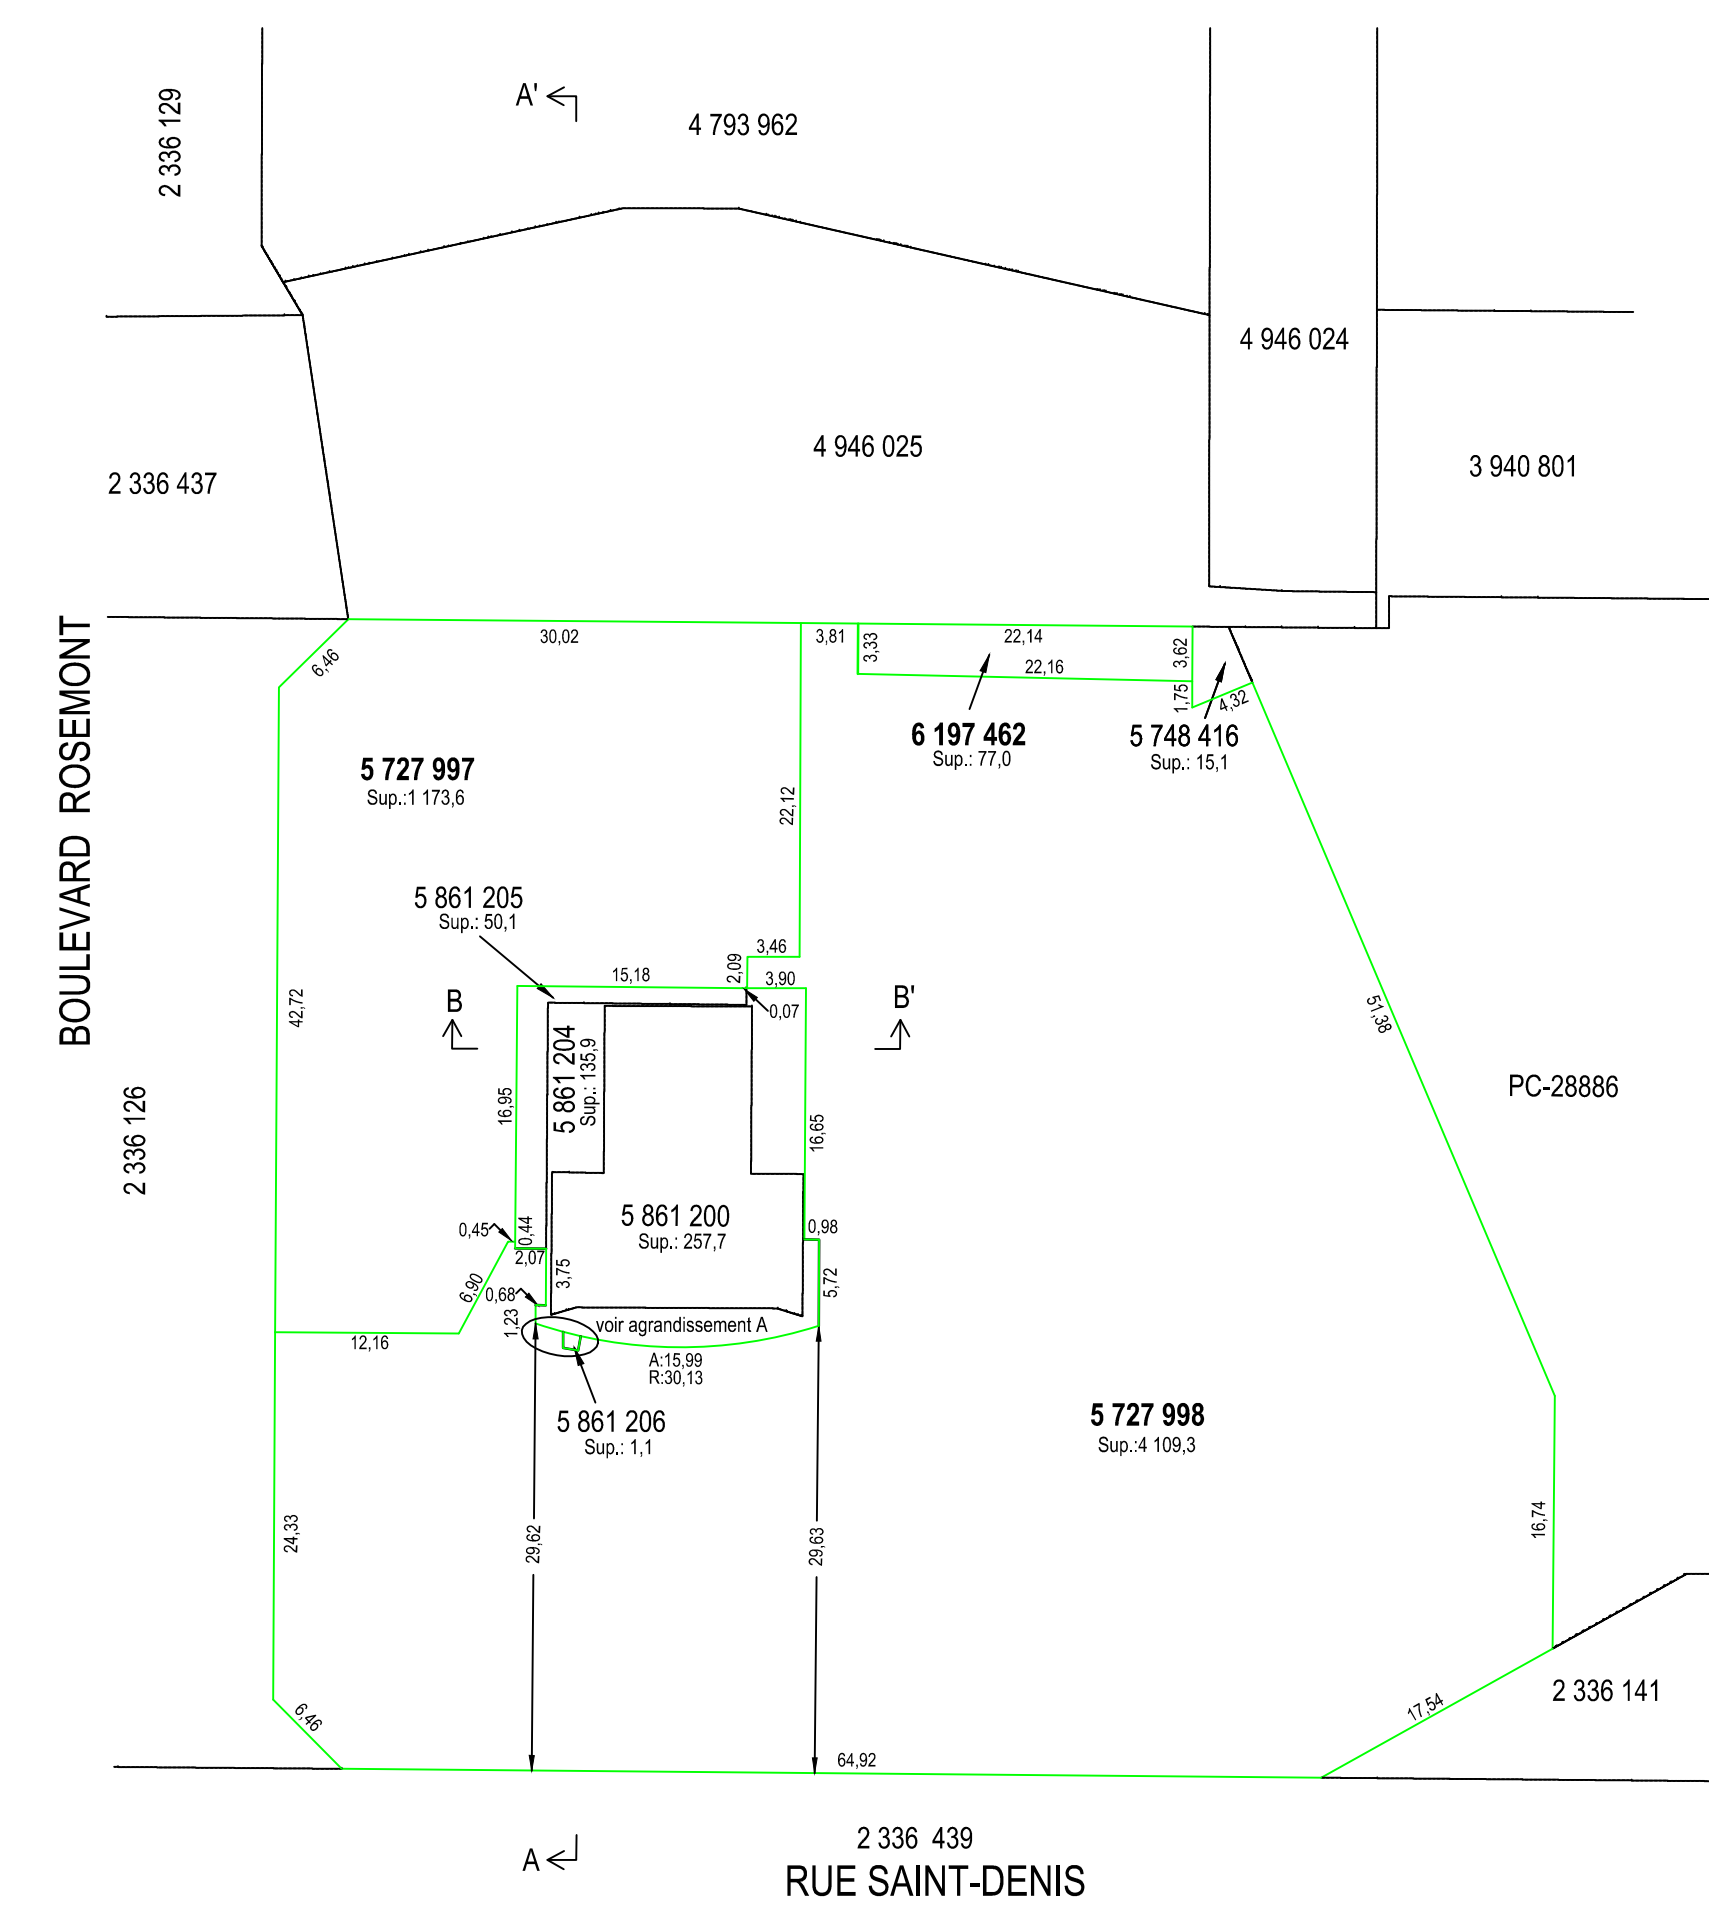 A'
4 793 962
2 336 129
4 946 024
4 946 025
3 940 801
2 336 437
BOULEVARD ROSEMONT
30,02
3,81
22,14
6,46
3,33
3,62
22,16
1,75
4,32
6 197 462
Sup.: 77,0
5 748 416
Sup.: 15,1
5 727 997
Sup.:1 173,6
22,12
5 861 205
Sup.: 50,1
3,46
2,09
15,18
3,90
0,07
B
B'
42,72
51,38
5 861 204
Sup.: 135,9
16,95
16,65
PC-28886
2 336 126
5 861 200
Sup.: 257,7
0,45
0,44
0,98
2,07
3,75
5,72
6,90
0,68
1,23
voir agrandissement A
12,16
A:15,99
R:30,13
5 861 206
Sup.: 1,1
5 727 998
Sup.:4 109,3
24,33
29,62
29,63
16,74
2 336 141
6,46
17,54
64,92
2 336 439
A
RUE SAINT-DENIS